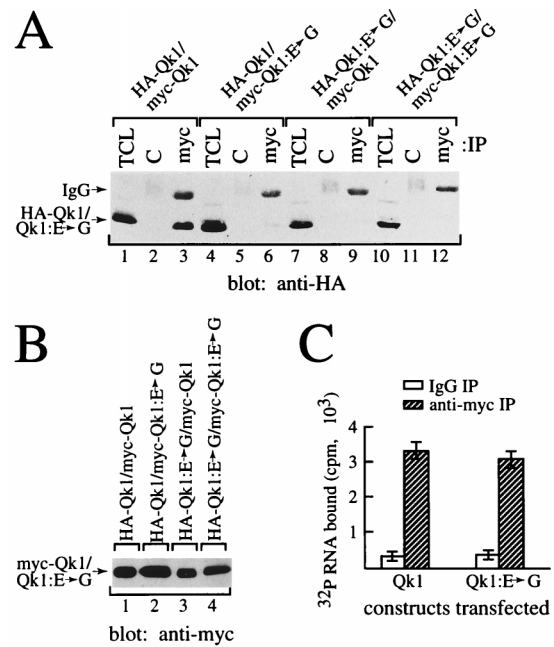 A
HA-Qk1/
myc-Qk1
HA-Qk1/
myc-Qk1:E➤G
HA-Qk1:E➤G/
myc-Qk1
HA-Qk1:E➤G/
myc-Qk1:E➤G
TCL C myc TCL C myc TCL C myc TCL C myc :IP
IgG
HA-Qk1/
Qk1:E➤G
1 2 3 4 5 6 7 8 9 10 11 12
blot: anti-HA
B
HA-Qk1/myc-Qk1
HA-Qk1/myc-Qk1:E➤G
HA-Qk1:E➤G/myc-Qk1
HA-Qk1:E➤G/myc-Qk1:E➤G
myc-Qk1/
Qk1:E➤G
1 2 3 4
blot: anti-myc
C
IgG IP
anti-myc IP
32P RNA bound (cpm, 10³)
4
3
2
1
Qk1 Qk1:E➤G
constructs transfected